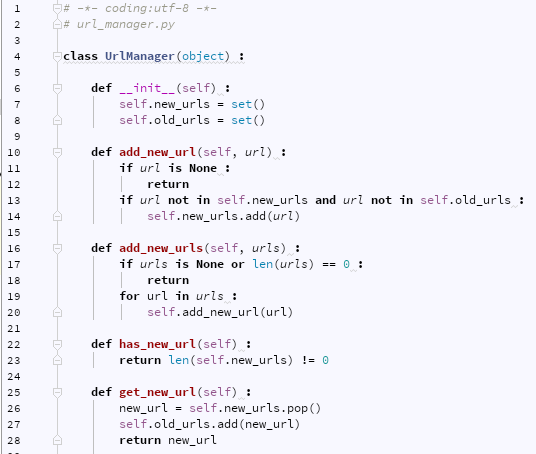 1 # -*- coding:utf-8 -*-
2 # url_manager.py
3
4 class UrlManager(object) :
5
6     def __init__(self) :
7         self.new_urls = set()
8         self.old_urls = set()
9
10     def add_new_url(self, url) :
11         if url is None :
12             return
13         if url not in self.new_urls and url not in self.old_urls :
14             self.new_urls.add(url)
15
16     def add_new_urls(self, urls) :
17         if urls is None or len(urls) == 0 :
18             return
19         for url in urls :
20             self.add_new_url(url)
21
22     def has_new_url(self) :
23         return len(self.new_urls) != 0
24
25     def get_new_url(self) :
26         new_url = self.new_urls.pop()
27         self.old_urls.add(new_url)
28         return new_url